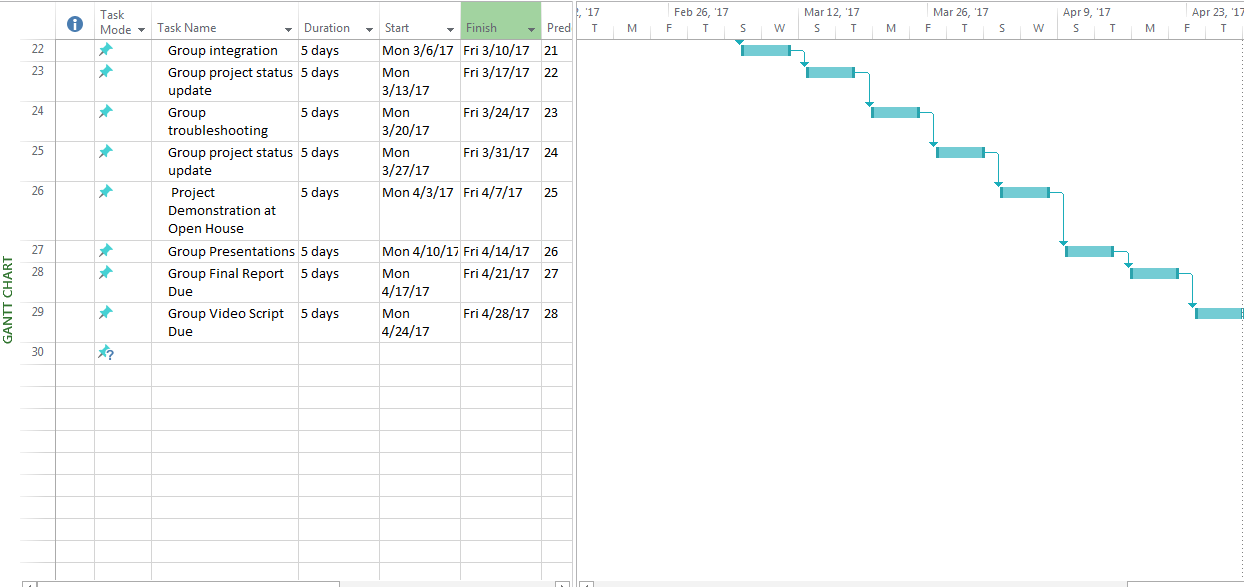 Task
Mode
Task Name
Duration
Start
Finish
Pred
2, '17
Feb 26, '17
Mar 12, '17
Mar 26, '17
Apr 9, '17
Apr 23, '17
T M F T S W S T M F T S W S T M F T
22 Group integration 5 days Mon 3/6/17 Fri 3/10/17 21
23 Group project status 5 days Mon Fri 3/17/17 22
update 3/13/17
24 Group 5 days Mon Fri 3/24/17 23
troubleshooting 3/20/17
25 Group project status 5 days Mon Fri 3/31/17 24
update 3/27/17
26 Project 5 days Mon 4/3/17 Fri 4/7/17 25
Demonstration at
Open House
27 Group Presentations 5 days Mon 4/10/17 Fri 4/14/17 26
28 Group Final Report 5 days Mon Fri 4/21/17 27
Due 4/17/17
29 Group Video Script 5 days Mon Fri 4/28/17 28
Due 4/24/17
30 ?
GANTT CHART